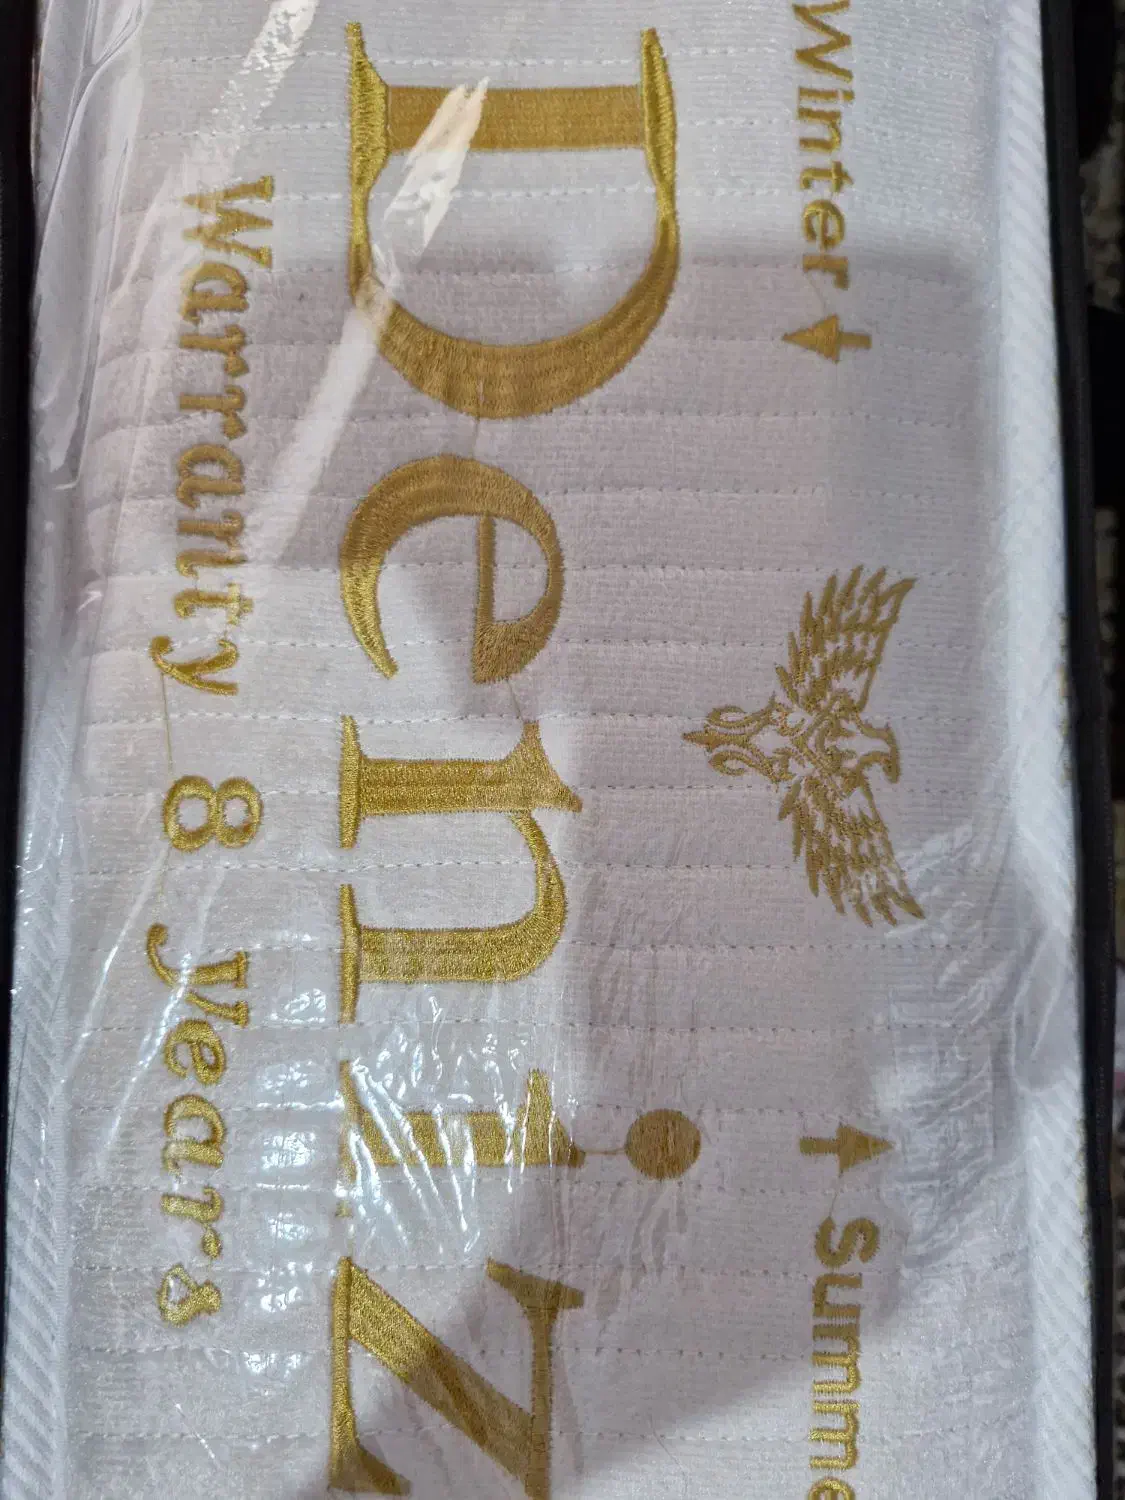 Winter ↓ ↑ Summe
Deniz
Warranty 8 Years